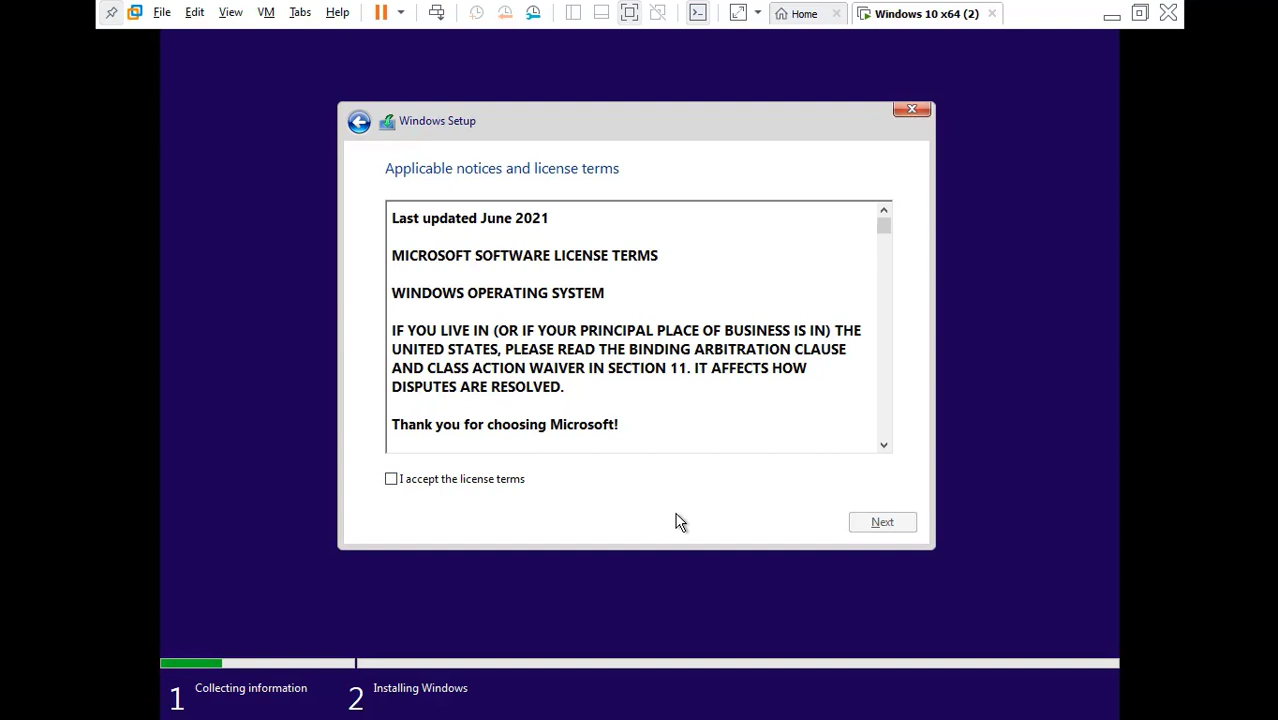 File Edit View VM Tabs Help Home Windows 10 x64 (2)
Windows Setup
Applicable notices and license terms
Last updated June 2021
MICROSOFT SOFTWARE LICENSE TERMS
WINDOWS OPERATING SYSTEM
IF YOU LIVE IN (OR IF YOUR PRINCIPAL PLACE OF BUSINESS IS IN) THE
UNITED STATES, PLEASE READ THE BINDING ARBITRATION CLAUSE
AND CLASS ACTION WAIVER IN SECTION 11. IT AFFECTS HOW
DISPUTES ARE RESOLVED.
Thank you for choosing Microsoft!
I accept the license terms
Next
1 Collecting information 2 Installing Windows